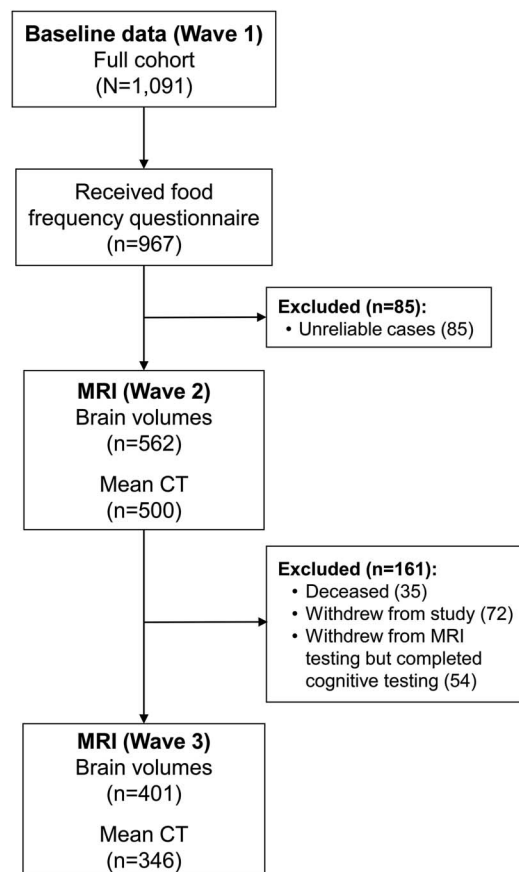 Baseline data (Wave 1)
Full cohort
(N=1,091)
Received food
frequency questionnaire
(n=967)
Excluded (n=85):
• Unreliable cases (85)
MRI (Wave 2)
Brain volumes
(n=562)
Mean CT
(n=500)
Excluded (n=161):
• Deceased (35)
• Withdrew from study (72)
• Withdrew from MRI
testing but completed
cognitive testing (54)
MRI (Wave 3)
Brain volumes
(n=401)
Mean CT
(n=346)